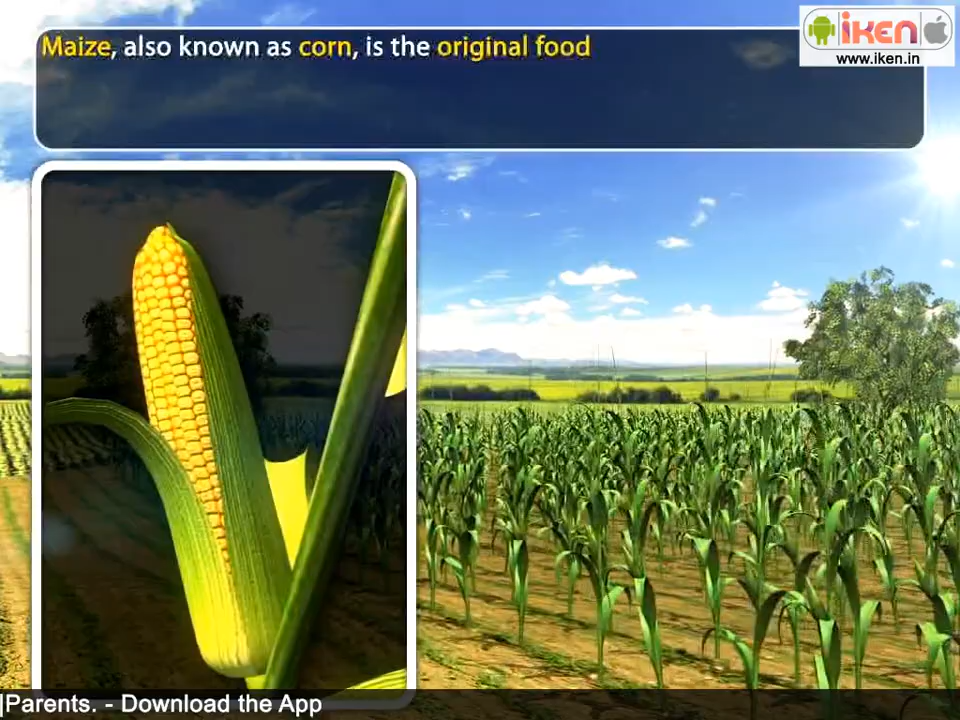 Maize, also known as corn, is the original food
iKEN
www.iken.in
|Parents. - Download the App